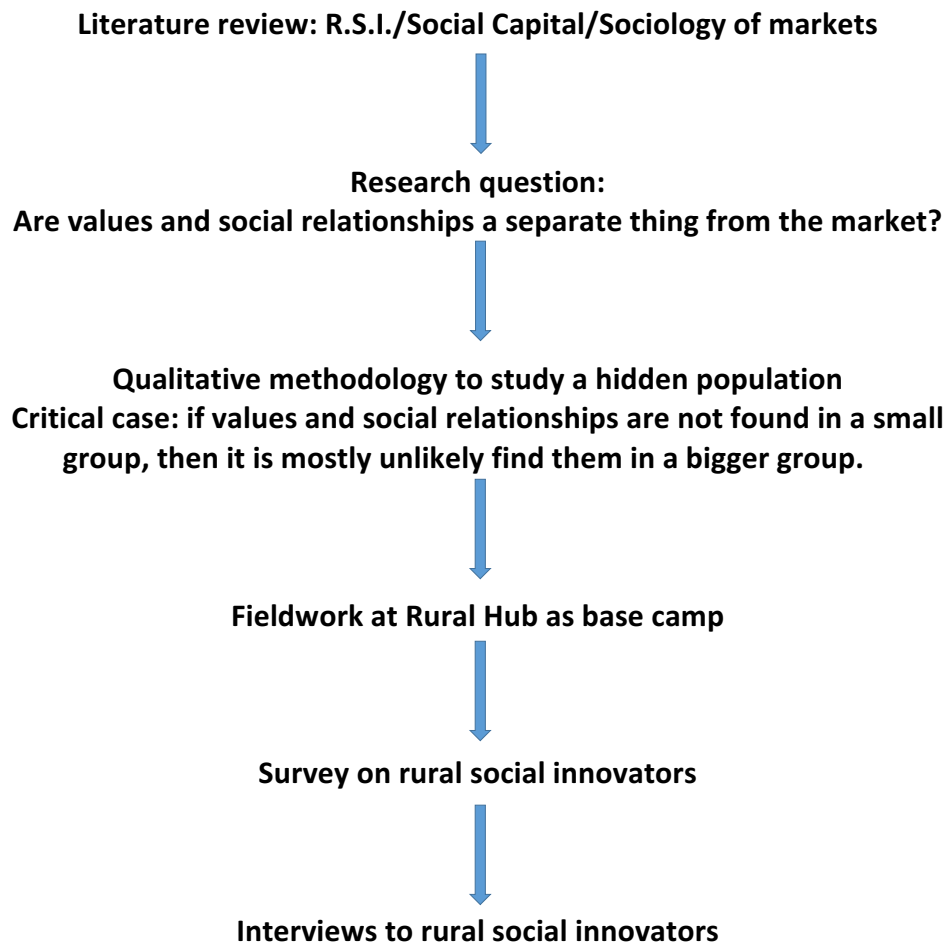 Literature review: R.S.I./Social Capital/Sociology of markets
Research question:
Are values and social relationships a separate thing from the market?
Qualitative methodology to study a hidden population
Critical case: if values and social relationships are not found in a small
group, then it is mostly unlikely find them in a bigger group.
Fieldwork at Rural Hub as base camp
Survey on rural social innovators
Interviews to rural social innovators